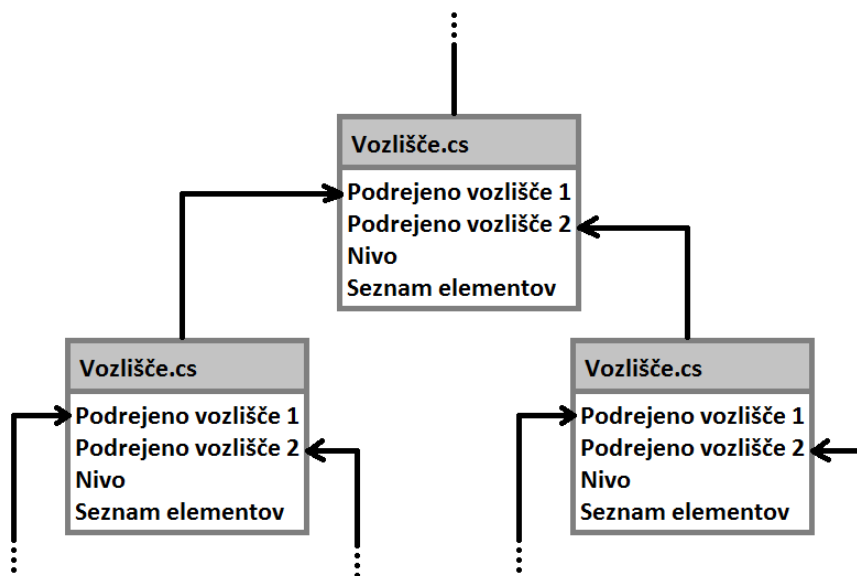 Vozlišče.cs
Podrejeno vozlišče 1
Podrejeno vozlišče 2
Nivo
Seznam elementov
Vozlišče.cs
Podrejeno vozlišče 1
Podrejeno vozlišče 2
Nivo
Seznam elementov
Vozlišče.cs
Podrejeno vozlišče 1
Podrejeno vozlišče 2
Nivo
Seznam elementov